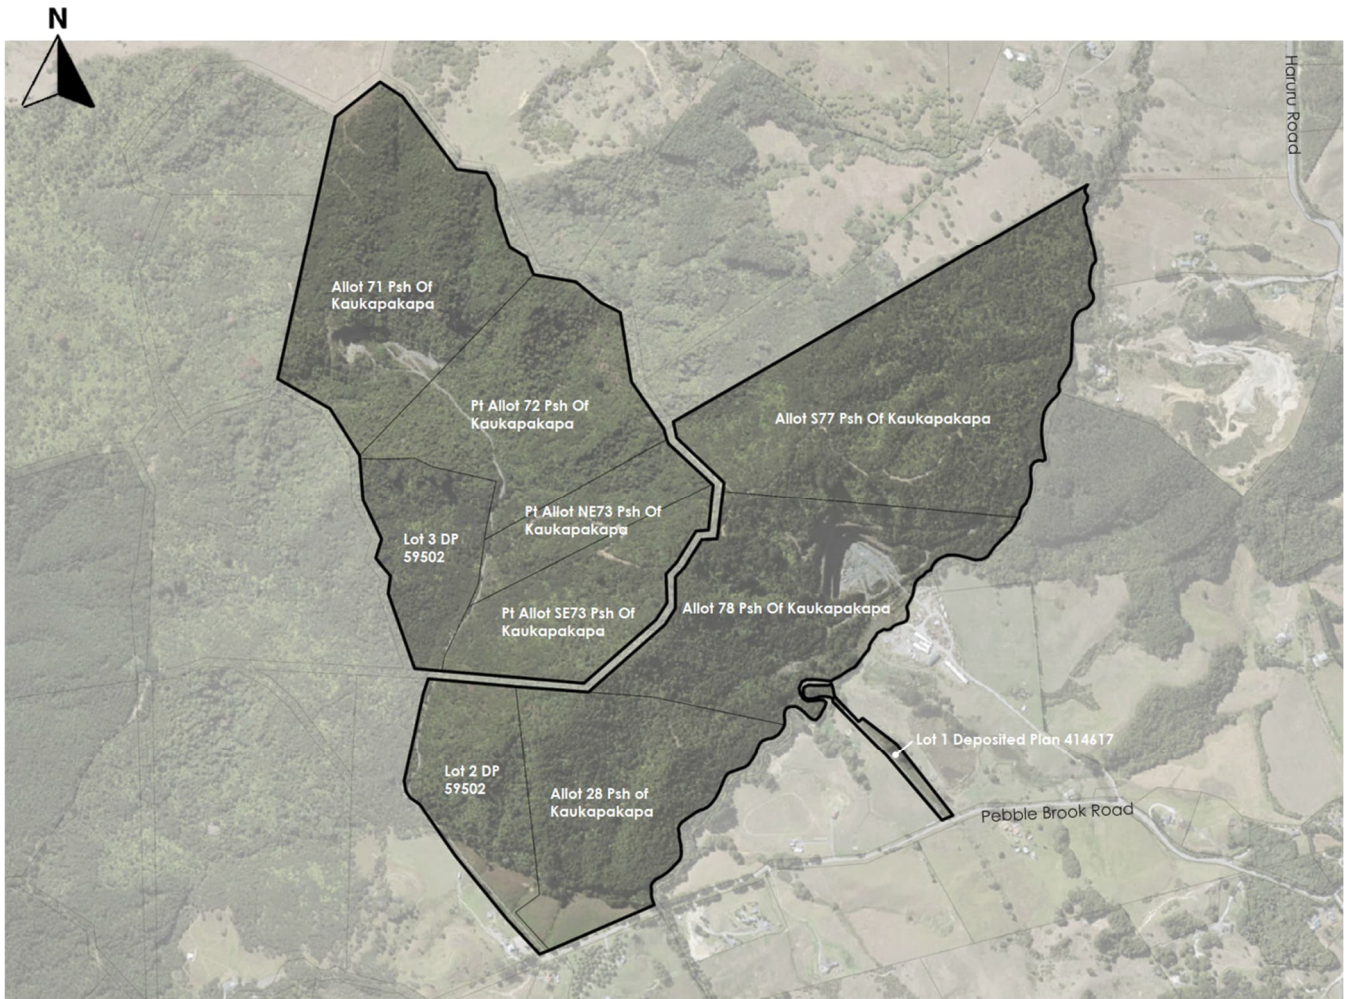 N
Haruru Road
Allot 71 Psh Of
Kaukapakapa
Pt Allot 72 Psh Of
Kaukapakapa
Allot S77 Psh Of Kaukapakapa
Pt Allot NE73 Psh Of
Kaukapakapa
Lot 3 DP
59502
Allot 78 Psh Of Kaukapakapa
Pt Allot SE73 Psh Of
Kaukapakapa
Lot 1 Deposited Plan 414617
Lot 2 DP
59502
Allot 28 Psh of
Kaukapakapa
Pebble Brook Road